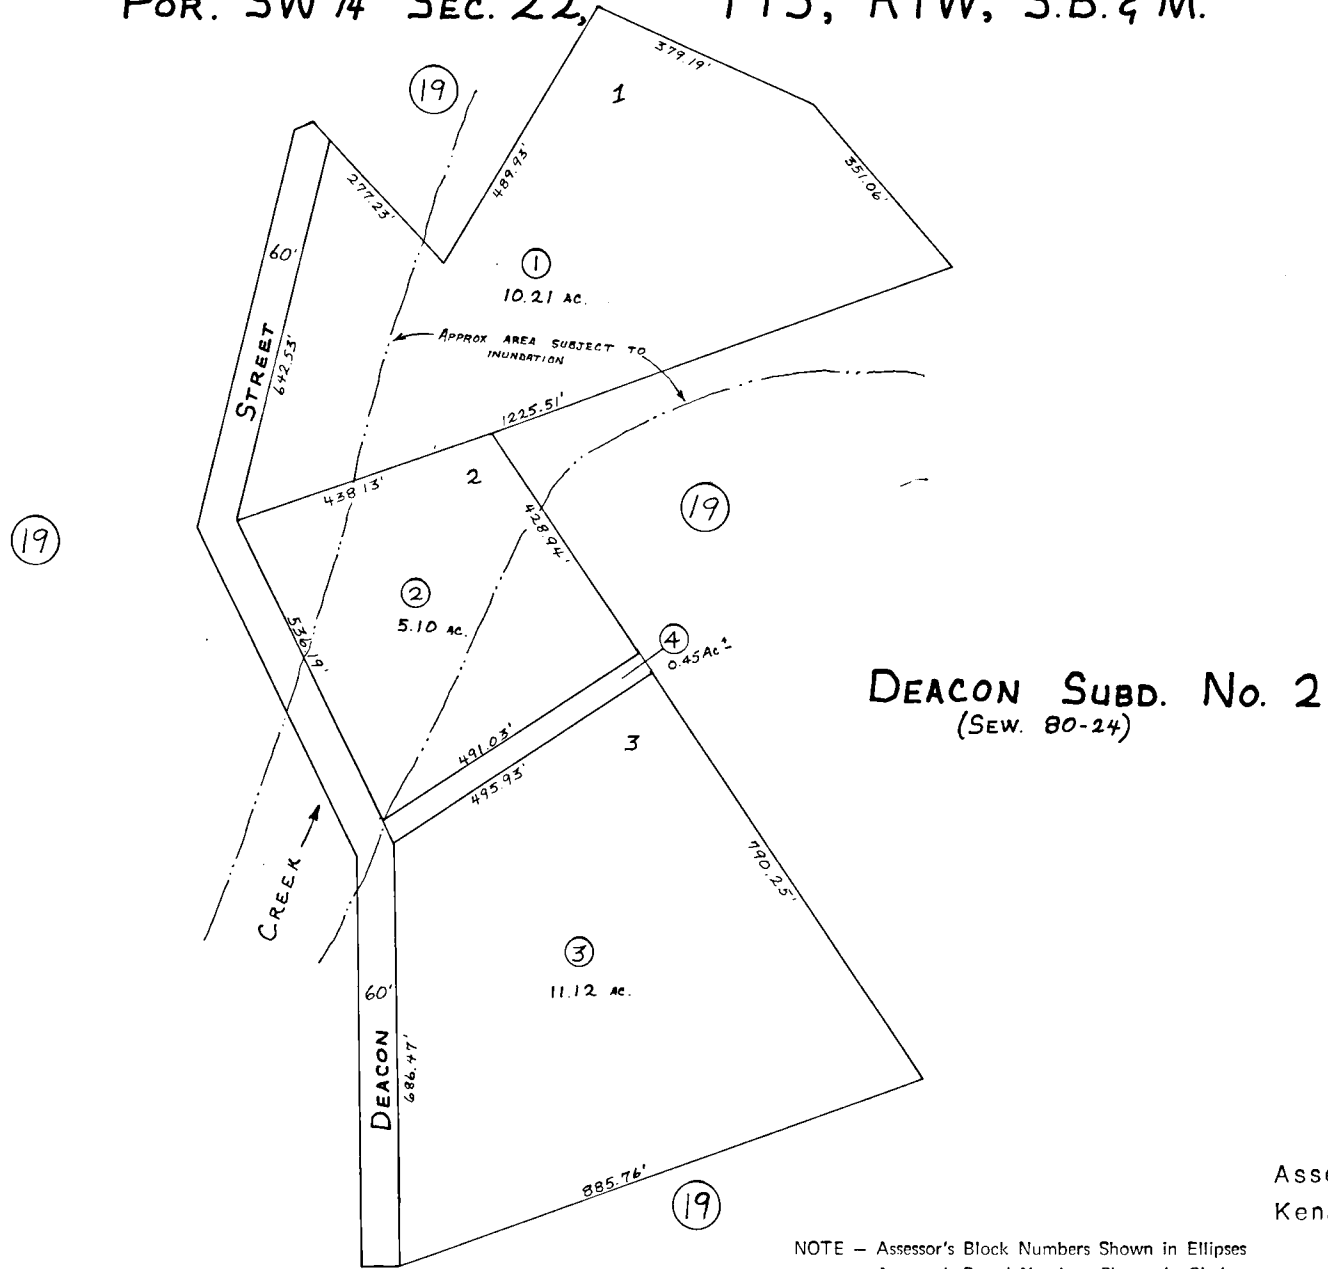 POR. SW 1/4 SEC. 22, T1S, R1W, S.B. & M.
379.19'
1
19
489.93'
351.06'
277.23'
60'
1
10.21 AC.
STREET
642.53'
APPROX AREA SUBJECT TO
INUNDATION
1225.51'
438.13'
2
428.94'
19
19
2
5.10 AC.
536.19'
4
0.45 Ac ±
DEACON SUBD. No. 2
(SEW. 80-24)
491.03'
495.93'
3
790.25'
CREEK
3
11.12 AC.
60'
DEACON
686.47'
885.76'
19
NOTE – Assessor's Block Numbers Shown in Ellipses